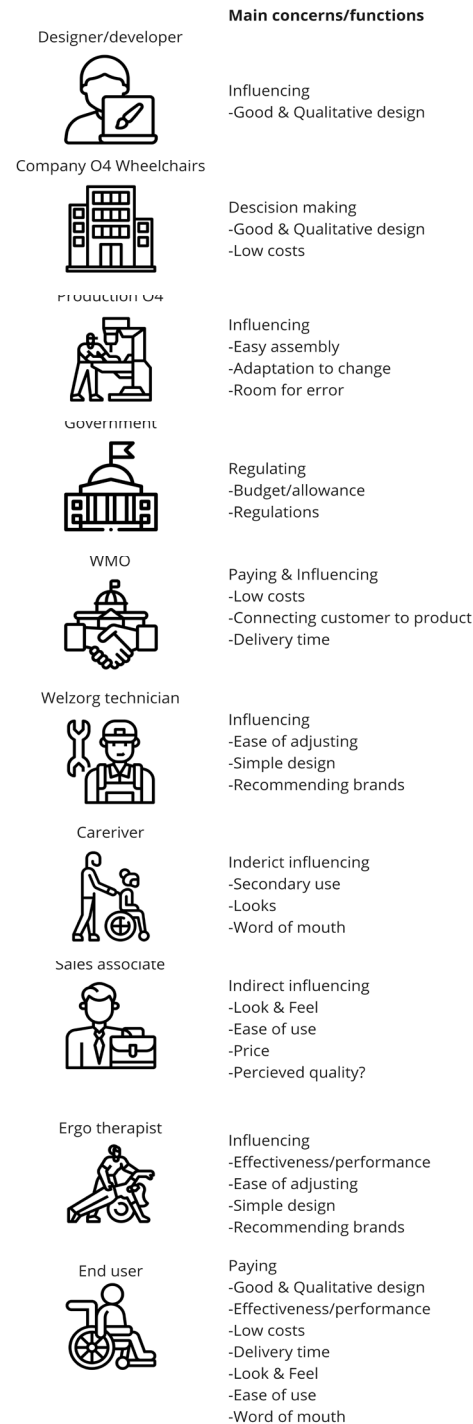 Main concerns/functions
Designer/developer
Influencing
-Good & Qualitative design
Company O4 Wheelchairs
Descision making
-Good & Qualitative design
-Low costs
Production O4
Influencing
-Easy assembly
-Adaptation to change
-Room for error
Government
Regulating
-Budget/allowance
-Regulations
WMO
Paying & Influencing
-Low costs
-Connecting customer to product
-Delivery time
Welzorg technician
Influencing
-Ease of adjusting
-Simple design
-Recommending brands
Careriver
Inderict influencing
-Secondary use
-Looks
-Word of mouth
Sales associate
Indirect influencing
-Look & Feel
-Ease of use
-Price
-Percieved quality?
Ergo therapist
Influencing
-Effectiveness/performance
-Ease of adjusting
-Simple design
-Recommending brands
End user
Paying
-Good & Qualitative design
-Effectiveness/performance
-Low costs
-Delivery time
-Look & Feel
-Ease of use
-Word of mouth